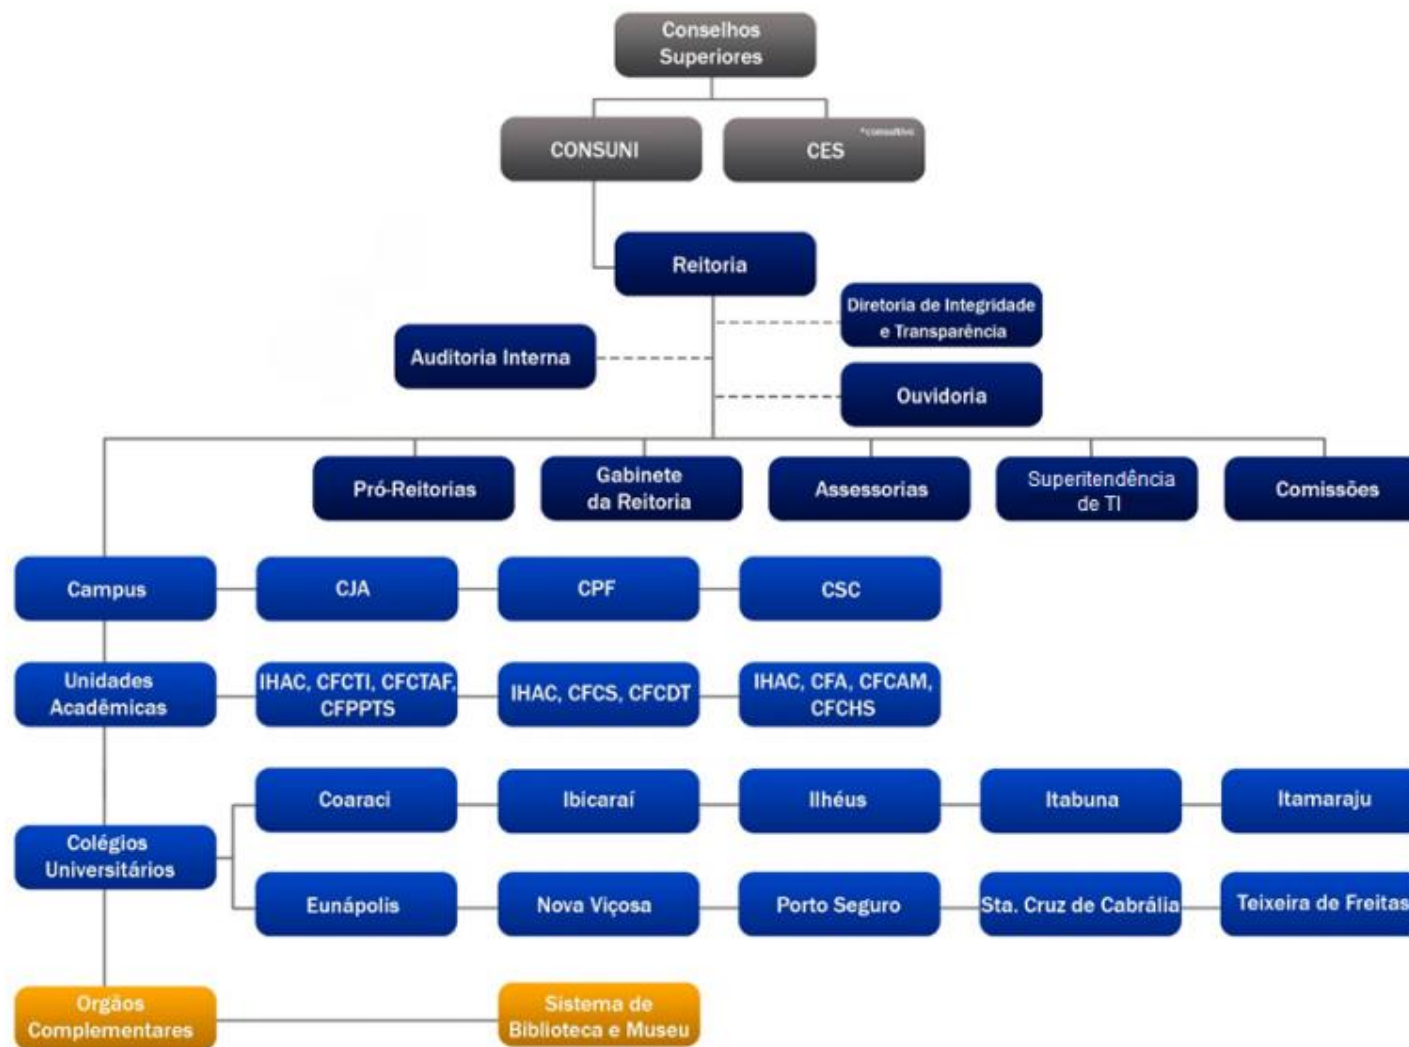 Conselhos
Superiores
CONSUNI
*consultivo
CES
Reitoria
Diretoria de Integridade
e Transparência
Auditoria Interna
Ouvidoria
Pró-Reitorias
Gabinete
da Reitoria
Assessorias
Superitendência
de TI
Comissões
Campus
CJA
CPF
CSC
Unidades
Acadêmicas
IHAC, CFCTI, CFCTAF,
CFPPTS
IHAC, CFCS, CFCDT
IHAC, CFA, CFCAM,
CFCHS
Colégios
Universitários
Coaraci
Ibicaraí
Ilhéus
Itabuna
Itamaraju
Eunápolis
Nova Viçosa
Porto Seguro
Sta. Cruz de Cabrália
Teixeira de Freitas
Orgãos
Complementares
Sistema de
Biblioteca e Museu